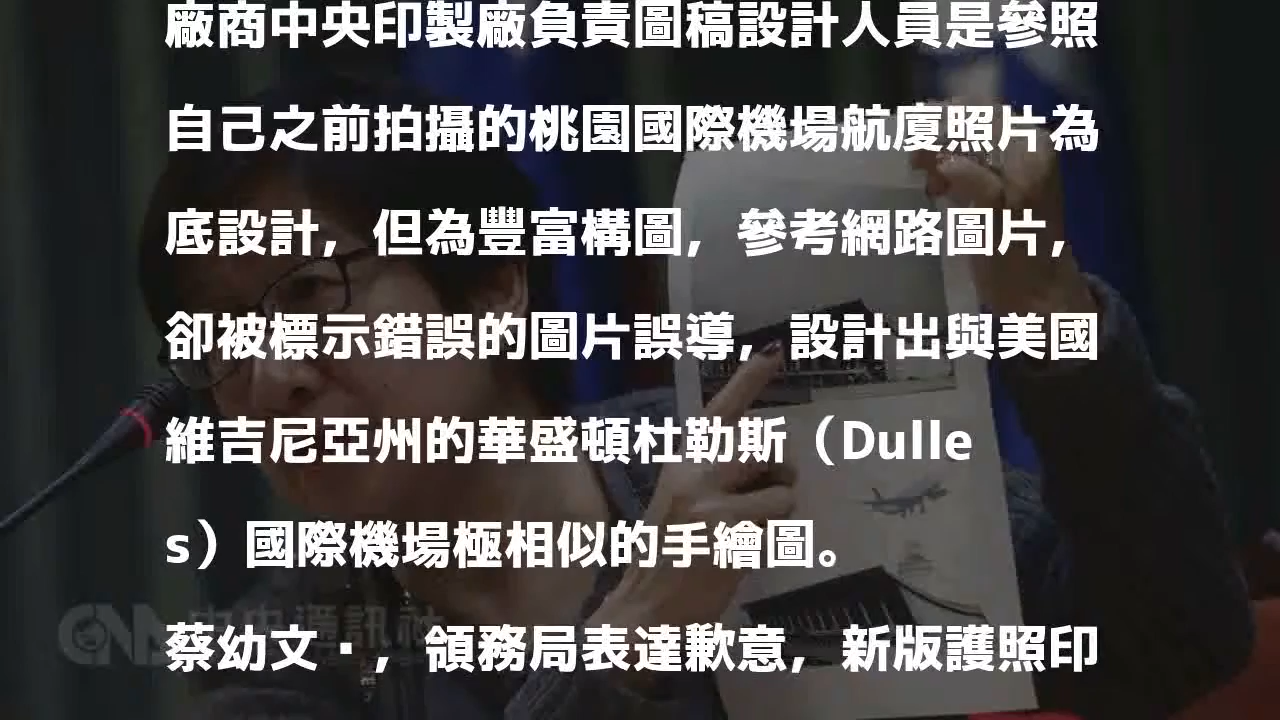 廠商中央印製廠負責圖稿設計人員是參照
自己之前拍攝的桃園國際機場航廈照片為
底設計，但為豐富構圖，參考網路圖片，
卻被標示錯誤的圖片誤導，設計出與美國
維吉尼亞州的華盛頓杜勒斯（Dulle
s）國際機場極相似的手繪圖。
中央通訊社
蔡幼文·，領務局表達歉意，新版護照印